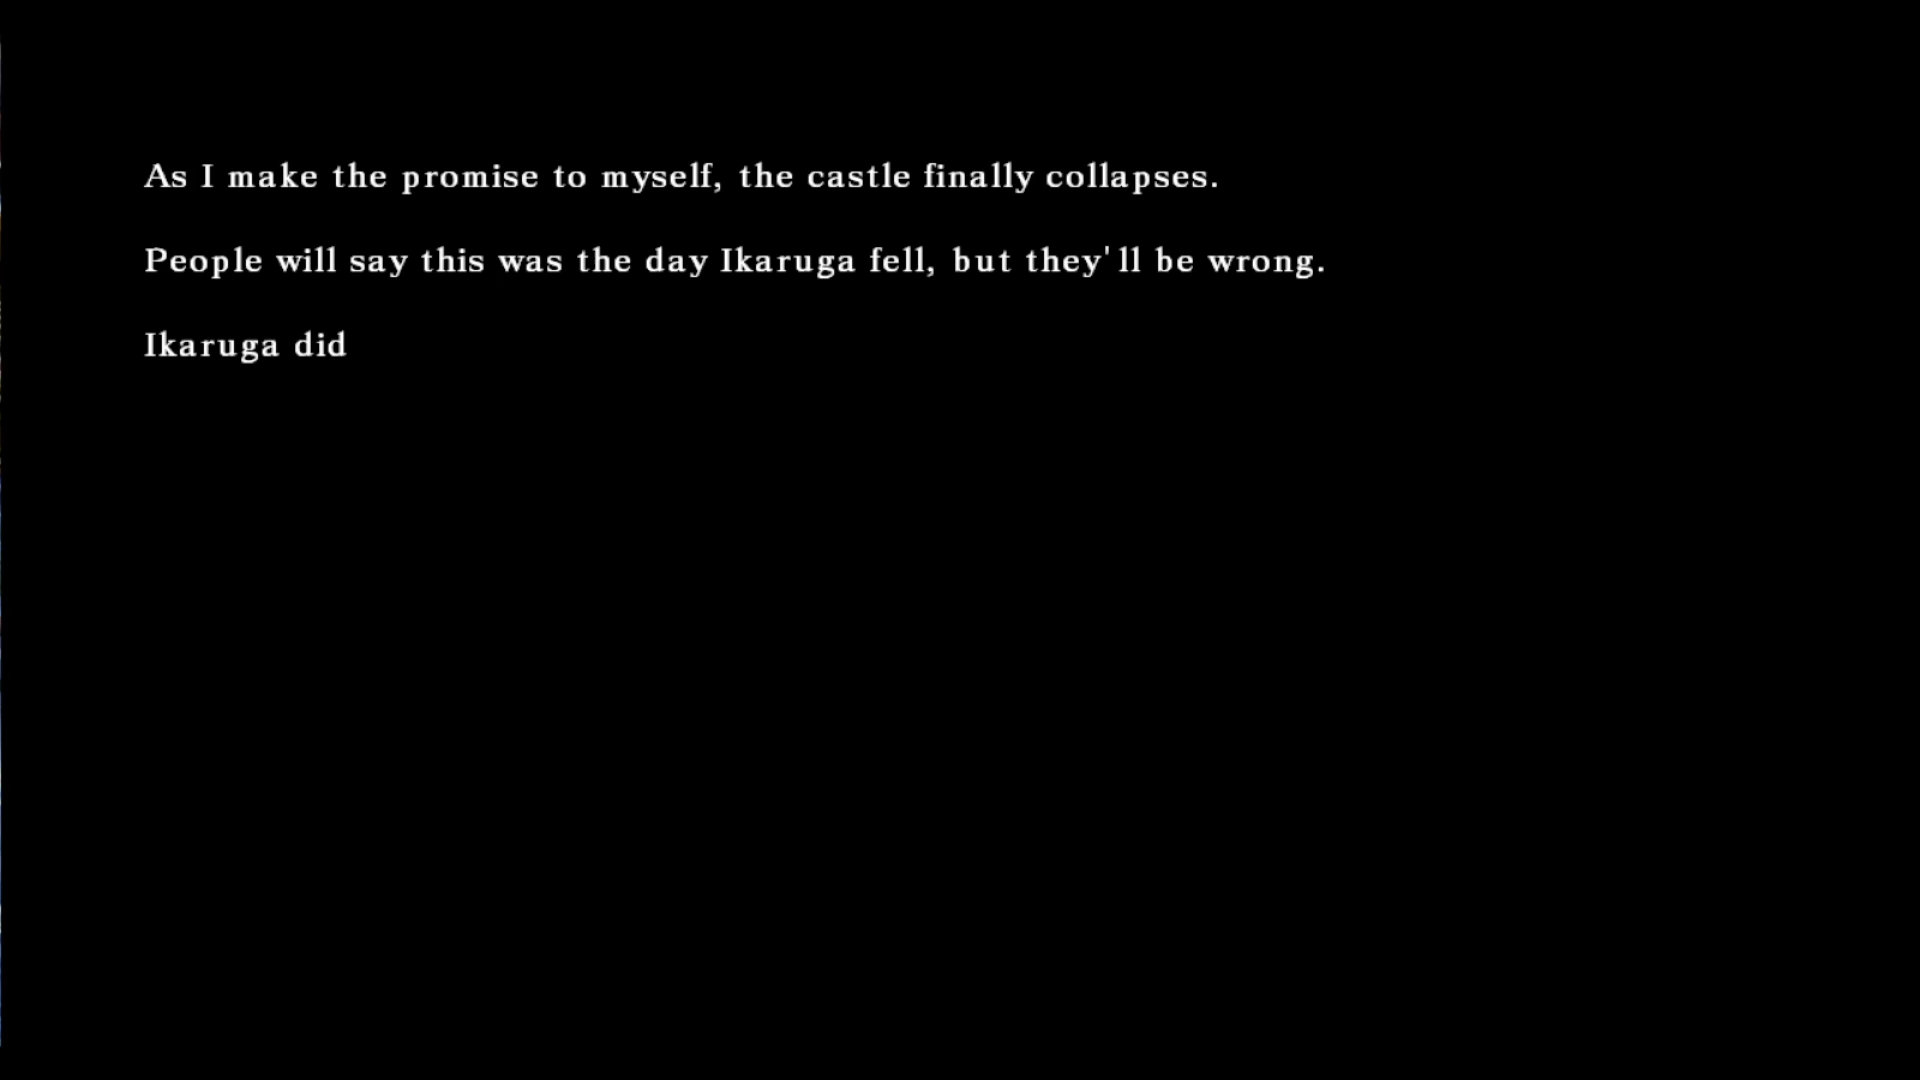 As I make the promise to myself, the castle finally collapses.
People will say this was the day Ikaruga fell, but they'll be wrong.
Ikaruga did